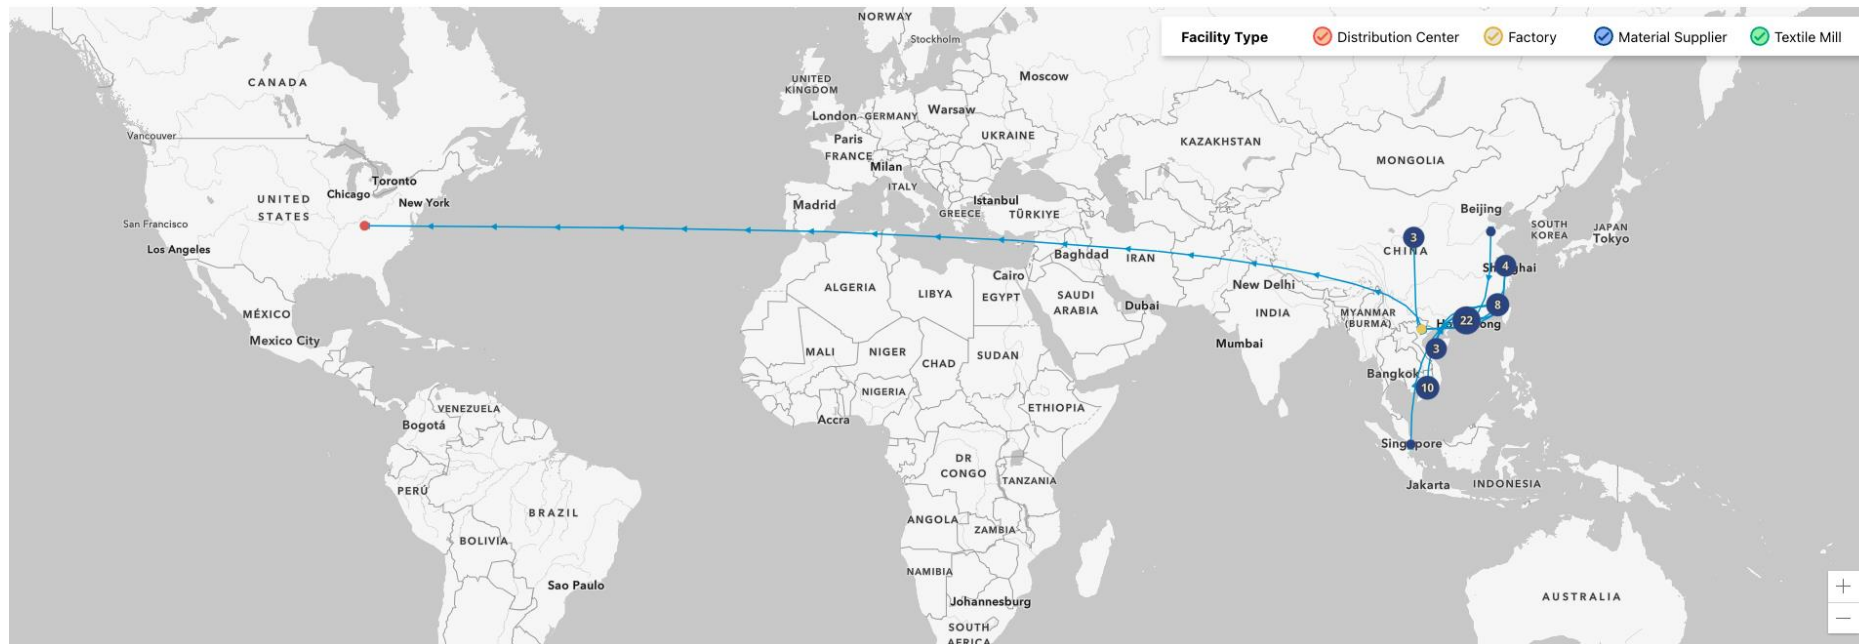 NORWAY
Stockholm
Facility Type
Distribution Center
Factory
Material Supplier
Textile Mill
CANADA
UNITED
KINGDOM
Moscow
London
GERMANY
Warsaw
Vancouver
Paris
UKRAINE
KAZAKHSTAN
FRANCE
Milan
MONGOLIA
Toronto
Chicago
ITALY
UNITED
STATES
New York
Madrid
Istanbul
GREECE
TÜRKIYE
Beijing
San Francisco
SOUTH
KOREA
JAPAN
Tokyo
Los Angeles
Baghdad
IRAN
3
CHINA
4
Shanghai
Cairo
ALGERIA
LIBYA
EGYPT
SAUDI
ARABIA
Dubai
New Delhi
INDIA
8
MÉXICO
Mexico City
MYANMAR
(BURMA)
22
Hong Kong
Mumbai
3
MALI
NIGER
CHAD
SUDAN
Bangkok
10
NIGERIA
VENEZUELA
Bogotá
Accra
ETHIOPIA
Singapore
DR
CONGO
TANZANIA
Jakarta
INDONESIA
PERÚ
BRAZIL
ANGOLA
ZAMBIA
BOLIVIA
NAMIBIA
Sao Paulo
Johannesburg
AUSTRALIA
SOUTH
AFRICA
+
−